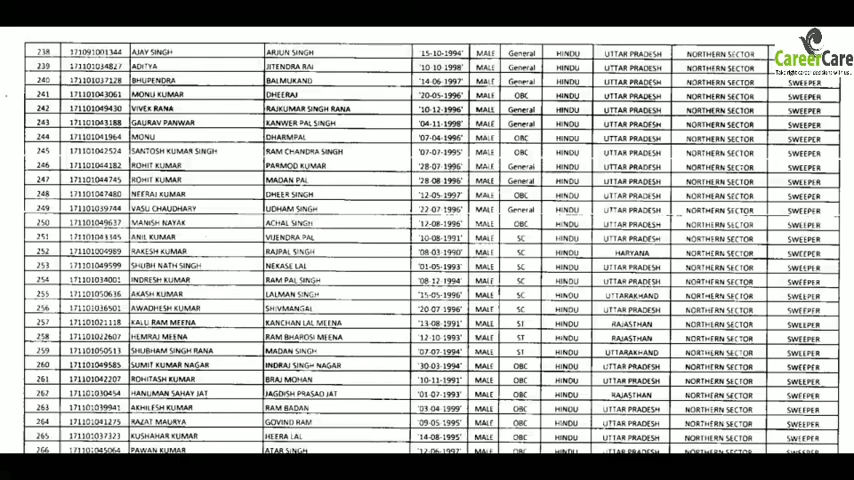 238 171091001344 AJAY SINGH ARJUN SINGH '15-10-1994' MALE General HINDU UTTAR PRADESH NORTHERN SECTOR
CareerCare
239 171101034827 ADITYA JITENDRA RAI '10-10-1998' MALE General HINDU UTTAR PRADESH NORTHERN SECTOR
240 171101037128 BHUPENDRA BALMUKAND '14-06-1997' MALE General HINDU UTTAR PRADESH NORTHERN SECTOR SWEEPER
241 171101043061 MONU KUMAR DHEERAJ '20-05-1996' MALE OBC HINDU UTTAR PRADESH NORTHERN SECTOR SWEEPER
242 171101049430 VIVEK RANA RAJKUMAR SINGH RANA '10-12-1996' MALE General HINDU UTTAR PRADESH NORTHERN SECTOR SWEEPER
243 171101043188 GAURAV PANWAR KANWER PAL SINGH '04-11-1998' MALE General HINDU UTTAR PRADESH NORTHERN SECTOR SWEEPER
244 171101041964 MONU DHARMPAL '07-04-1996' MALE OBC HINDU UTTAR PRADESH NORTHERN SECTOR SWEEPER
245 171101042524 SANTOSH KUMAR SINGH RAM CHANDRA SINGH '07-07-1995' MALE OBC HINDU UTTAR PRADESH NORTHERN SECTOR SWEEPER
246 171101044182 ROHIT KUMAR PARMOD KUMAR '28-07-1996' MALE General HINDU UTTAR PRADESH NORTHERN SECTOR SWEEPER
247 171101044745 ROHIT KUMAR MADAN PAL '28-08-1996' MALE General HINDU UTTAR PRADESH NORTHERN SECTOR SWEEPER
248 171101047480 NEERAJ KUMAR DHEER SINGH '12-05-1997' MALE OBC HINDU UTTAR PRADESH NORTHERN SECTOR SWEEPER
249 171101039744 VASU CHAUDHARY UDHAM SINGH '22-07-1996' MALE General HINDU UTTAR PRADESH NORTHERN SECTOR SWEEPER
250 171101049637 MANISH NAYAK ACHAL SINGH '12-08-1996' MALE OBC HINDU UTTAR PRADESH NORTHERN SECTOR SWEEPER
251 171101043345 ANIL KUMAR VIJENDRA PAL '10-08-1991' MALE SC HINDU UTTAR PRADESH NORTHERN SECTOR SWEEPER
252 171101004989 RAKESH KUMAR RAJPAL SINGH '08-03-1990' MALE SC HINDU HARYANA NORTHERN SECTOR SWEEPER
253 171101049599 SHUBH NATH SINGH NEKASE LAL '01-05-1993' MALE SC HINDU UTTAR PRADESH NORTHERN SECTOR SWEEPER
254 171101034001 INDRESH KUMAR RAM PAL SINGH '08-12-1994' MALE SC HINDU UTTAR PRADESH NORTHERN SECTOR SWEEPER
255 171101050636 AKASH KUMAR LALMAN SINGH '15-05-1996' MALE SC HINDU UTTARAKHAND NORTHERN SECTOR SWEEPER
256 171101036501 AWADHESH KUMAR SHIVMANGAL '20-07-1996' MALE SC HINDU UTTAR PRADESH NORTHERN SECTOR SWEEPER
257 171101021118 KALU RAM MEENA KANCHAN LAL MEENA '13-08-1991' MALE ST HINDU RAJASTHAN NORTHERN SECTOR SWEEPER
258 171101022607 HEMRAJ MEENA RAM BHAROSI MEENA '12-10-1993' MALE ST HINDU RAJASTHAN NORTHERN SECTOR SWEEPER
259 171101050513 SHUBHAM SINGH RANA MADAN SINGH '07-07-1994' MALE ST HINDU UTTARAKHAND NORTHERN SECTOR SWEEPER
260 171101049585 SUMIT KUMAR NAGAR INDRAJ SINGH NAGAR '30-03-1994' MALE OBC HINDU UTTAR PRADESH NORTHERN SECTOR SWEEPER
261 171101042207 ROHITASH KUMAR BRAJ MOHAN '10-11-1991' MALE OBC HINDU UTTAR PRADESH NORTHERN SECTOR SWEEPER
262 171101030454 HANUMAN SAHAY JAT JAGDISH PRASAD JAT '01-07-1993' MALE OBC HINDU RAJASTHAN NORTHERN SECTOR SWEEPER
263 171101039941 AKHILESH KUMAR RAM BADAN '03-04-1999' MALE OBC HINDU UTTAR PRADESH NORTHERN SECTOR SWEEPER
264 171101041275 RAZAT MAURYA GOVIND RAM '09-05-1995' MALE OBC HINDU UTTAR PRADESH NORTHERN SECTOR SWEEPER
265 171101037323 KUSHAHAR KUMAR HEERA LAL '14-08-1995' MALE OBC HINDU UTTAR PRADESH NORTHERN SECTOR SWEEPER
266 171101045064 PAWAN KUMAR ATAR SINGH '12-06-1997' MALE OBC HINDU UTTAR PRADESH NORTHERN SECTOR SWEEPER